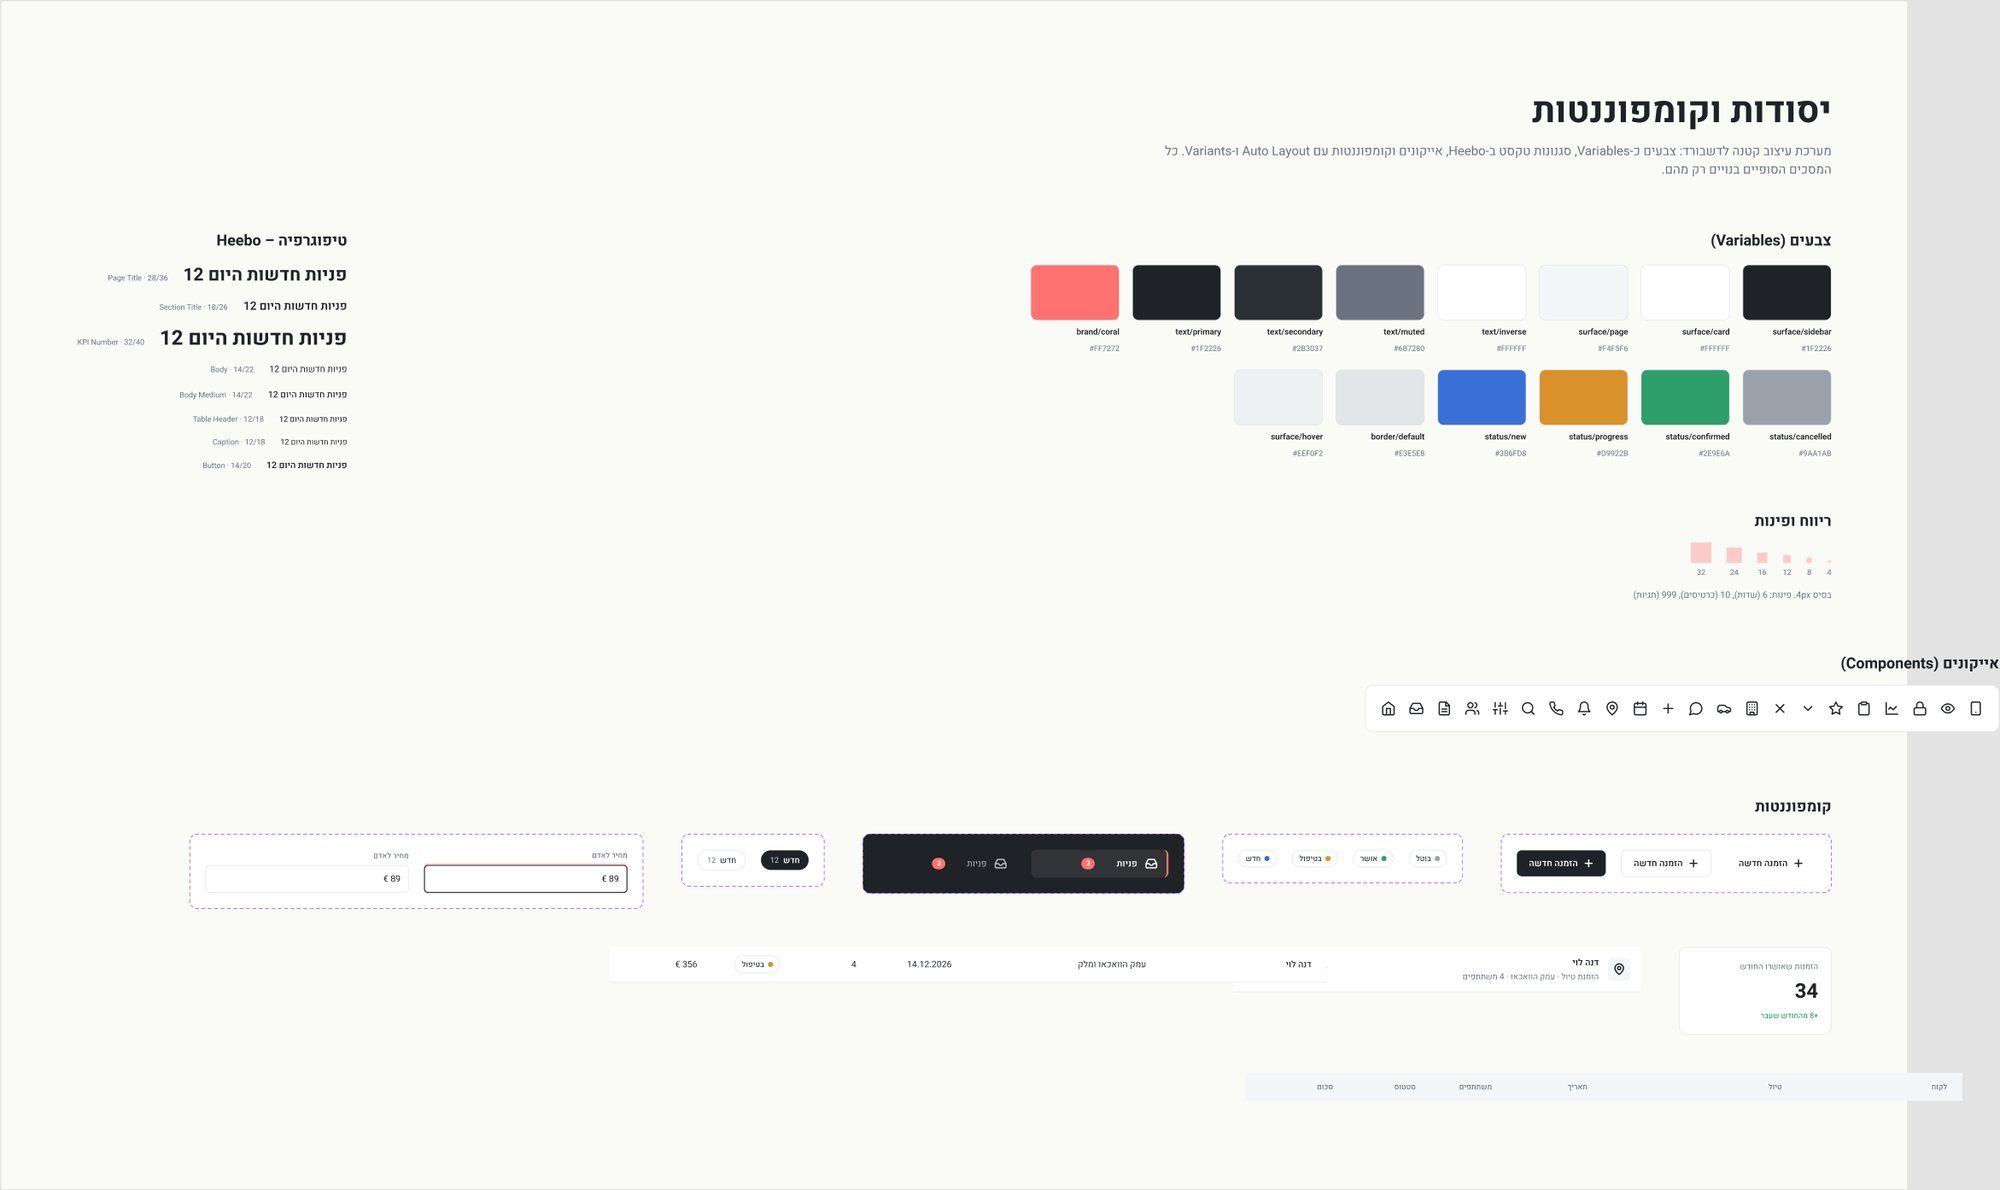 יסודות וקומפוננטות
מערכת עיצוב קטנה לדשבורד: צבעים כ-Variables, סגנונות טקסט ב-Heebo, אייקונים וקומפוננטות עם Auto Layout ו-Variants. כל
המסכים הסופיים בנויים רק מהם.
צבעים (Variables)
surface/sidebar
#1F2226
surface/card
#FFFFFF
surface/page
#F4F5F6
text/inverse
#FFFFFF
text/muted
#6B7280
text/secondary
#2B3037
text/primary
#1F2226
brand/coral
#FF7272
status/cancelled
#9AA1AB
status/confirmed
#2E9E6A
status/progress
#D9922B
status/new
#3B6FD8
border/default
#E3E5E8
surface/hover
#EEF0F2
טיפוגרפיה – Heebo
פניות חדשות היום 12 Page Title · 28/36
פניות חדשות היום 12 Section Title · 18/26
פניות חדשות היום 12 KPI Number · 32/40
פניות חדשות היום 12 Body · 14/22
פניות חדשות היום 12 Body Medium · 14/22
פניות חדשות היום 12 Table Header · 12/18
פניות חדשות היום 12 Caption · 12/18
פניות חדשות היום 12 Button · 14/20
ריווח ופינות
4 8 12 16 24 32
בסיס 4px. פינות: 6 (שדות), 10 (כרטיסים), 999 (תגיות)
אייקונים (Components)
קומפוננטות
הזמנה חדשה
הזמנה חדשה
הזמנה חדשה
בוטל
אושר
בטיפול
חדש
פניות 3
פניות 3
חדש 12
חדש 12
מחיר לאדם
89 €
מחיר לאדם
89 €
הזמנות שאושרו החודש
34
+8 מהחודש שעבר
דנה לוי
הזמנת טיול · עמק הוואכאו · 4 משתתפים
דנה לוי עמק הוואכאו ומלק 14.12.2026 4 בטיפול 356 €
לקוח טיול תאריך משתתפים סטטוס סכום